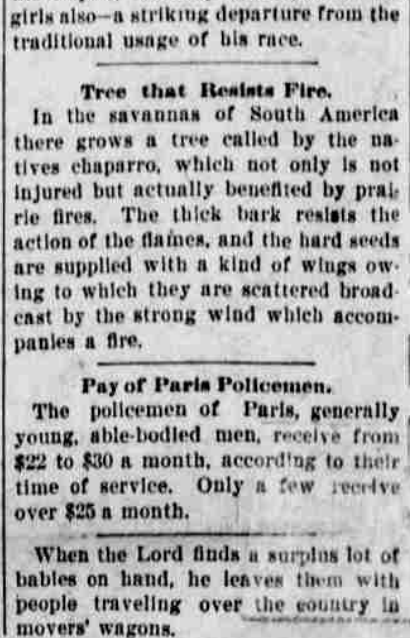 girls also—a striking departure from the
traditional usage of his race.
Tree that Resists Fire.
In the savannas of South America
there grows a tree called by the na-
tives chaparro, which not only is not
injured but actually benefited by prai-
rie fires. The thick bark resists the
action of the flames, and the hard seeds
are supplied with a kind of wings ow-
ing to which they are scattered broad-
cast by the strong wind which accom-
panies a fire.
Pay of Paris Policemen.
The policemen of Paris, generally
young, able-bodied men, receive from
$22 to $30 a month, according to their
time of service. Only a few receive
over $25 a month.
When the Lord finds a surplus lot of
babies on hand, he leaves them with
people traveling over the country in
movers' wagons.